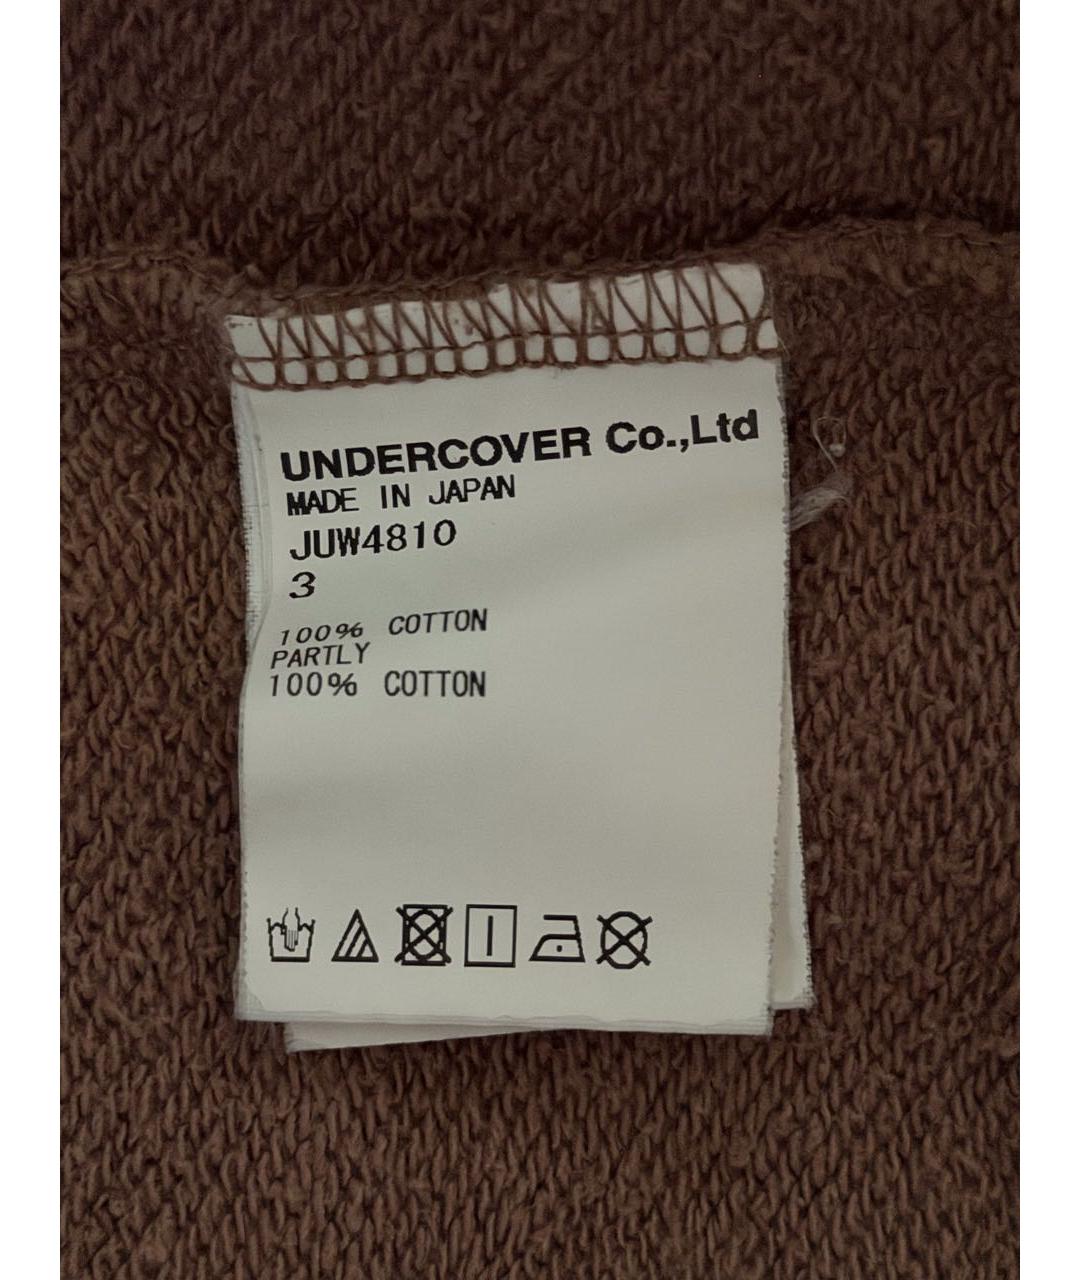 UNDERCOVER Co.,Ltd
MADE IN JAPAN
JUW4810
3
100% COTTON
PARTLY
100% COTTON